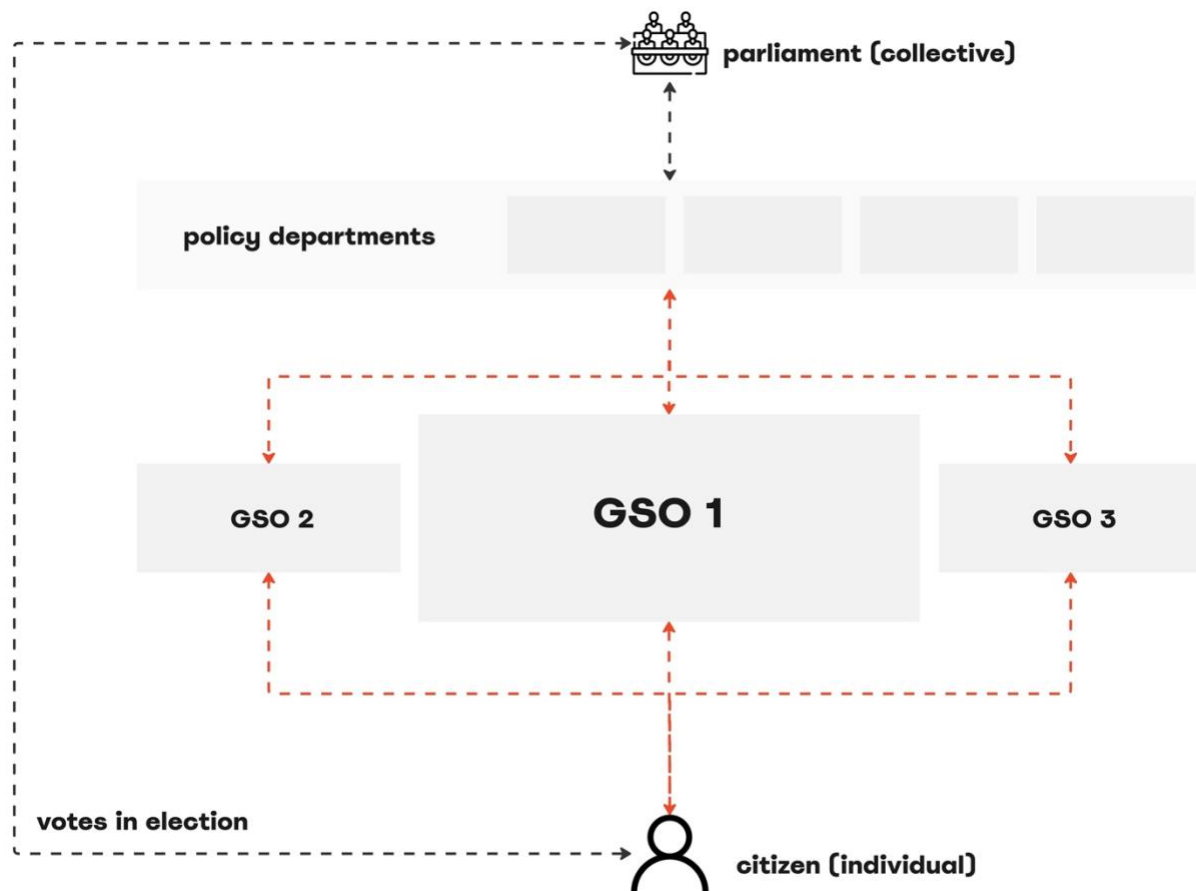 parliament (collective)
policy departments
GSO 1
GSO 2
GSO 3
votes in election
citizen (individual)